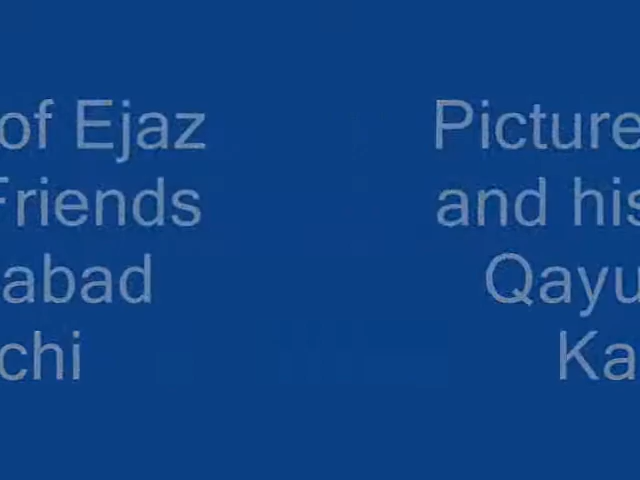 of Ejaz
Friends
abad
chi
Picture
and his
Qayu
Ka